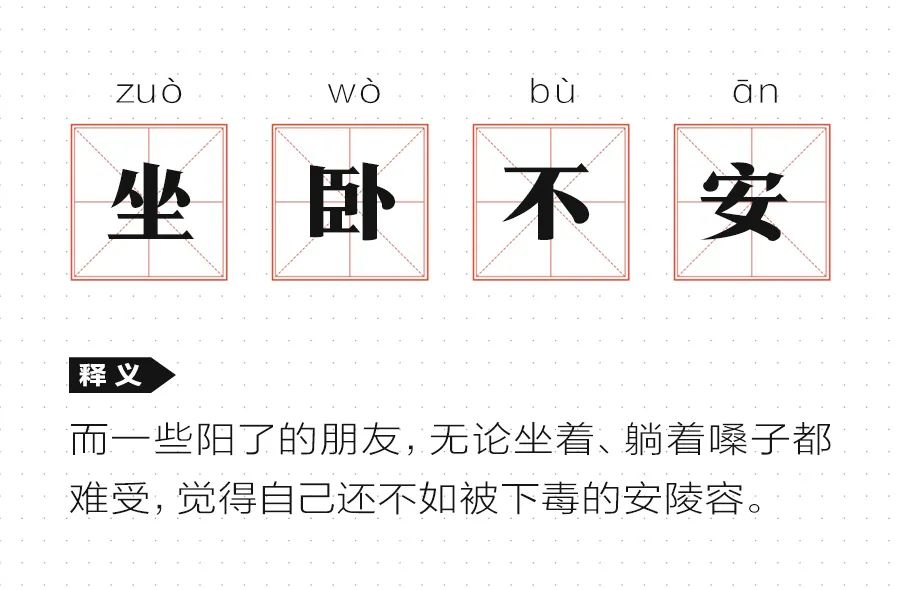 zuò wò bù ān
坐卧不安
释义
而一些阳了的朋友，无论坐着、躺着嗓子都
难受，觉得自己还不如被下毒的安陵容。